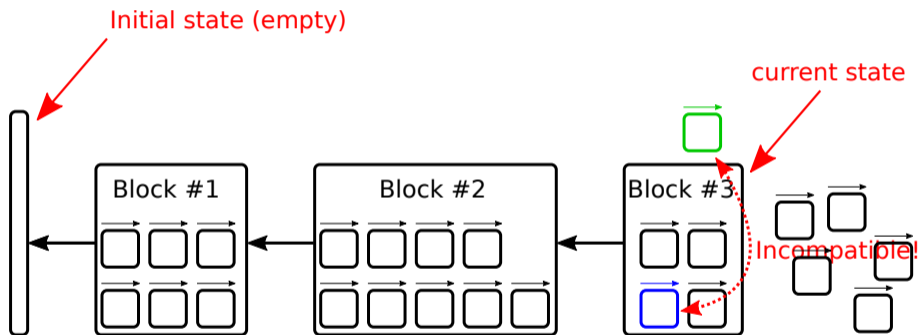 Initial state (empty)
current state
Block #1
Block #2
Block #3
Incompatible!